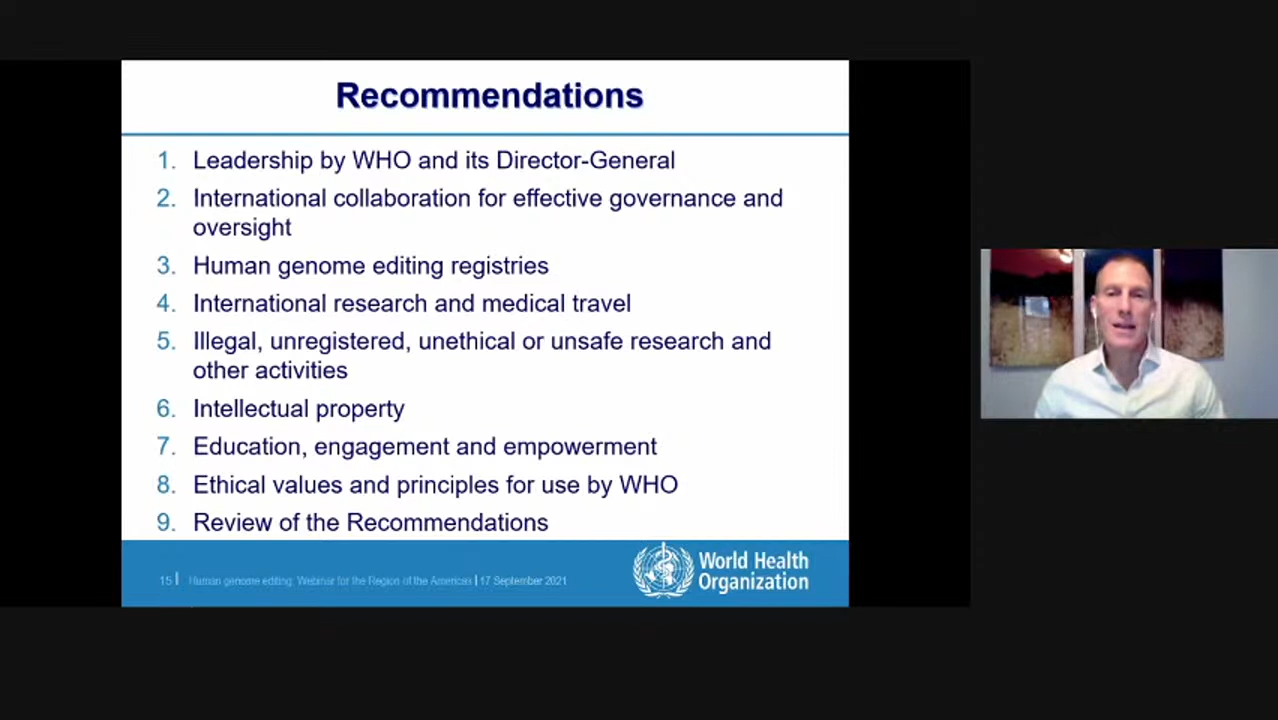 Recommendations
1. Leadership by WHO and its Director-General
2. International collaboration for effective governance and
oversight
3. Human genome editing registries
4. International research and medical travel
5. Illegal, unregistered, unethical or unsafe research and
other activities
6. Intellectual property
7. Education, engagement and empowerment
8. Ethical values and principles for use by WHO
9. Review of the Recommendations
15 | Human genome editing: Webinar for the Region of the Americas | 17 September 2021
World Health
Organization